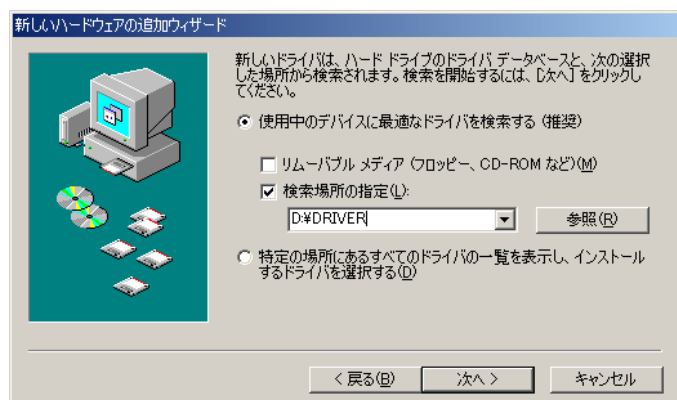 新しいハードウェアの追加ウィザード
新しいドライバは、ハード ドライブのドライバ データベースと、次の選択
した場所から検索されます。検索を開始するには、[次へ] をクリックし
てください。
使用中のデバイスに最適なドライバを検索する (推奨)
リムーバブル メディア (フロッピー、CD-ROM など)(M)
検索場所の指定(L):
D:¥DRIVER
参照(R)
特定の場所にあるすべてのドライバの一覧を表示し、インストール
するドライバを選択する(D)
< 戻る(B)
次へ >
キャンセル